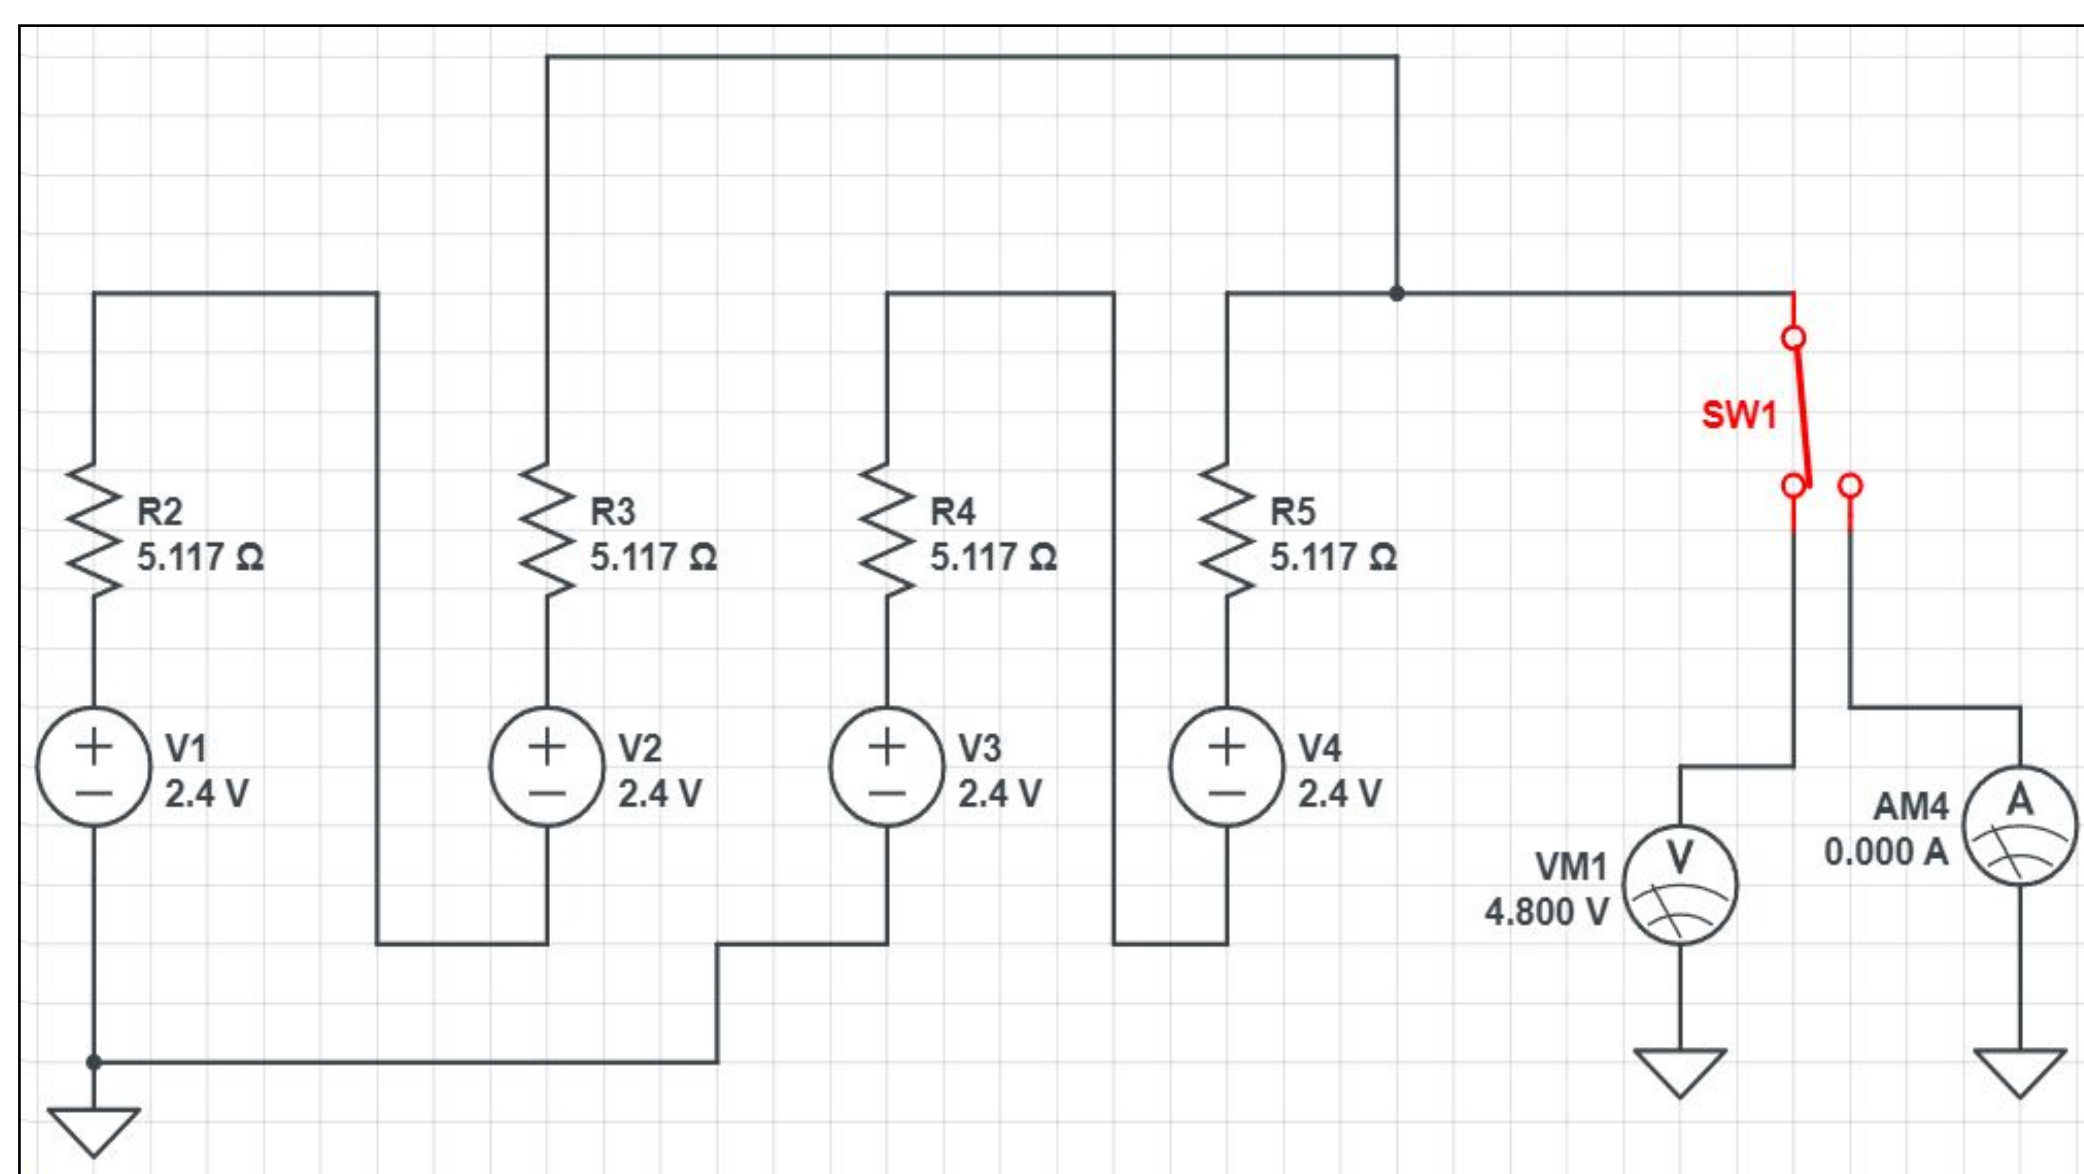 SW1
R2
5.117 Ω
R3
5.117 Ω
R4
5.117 Ω
R5
5.117 Ω
V1
2.4 V
V2
2.4 V
V3
2.4 V
V4
2.4 V
VM1
4.800 V
V
AM4
0.000 A
A